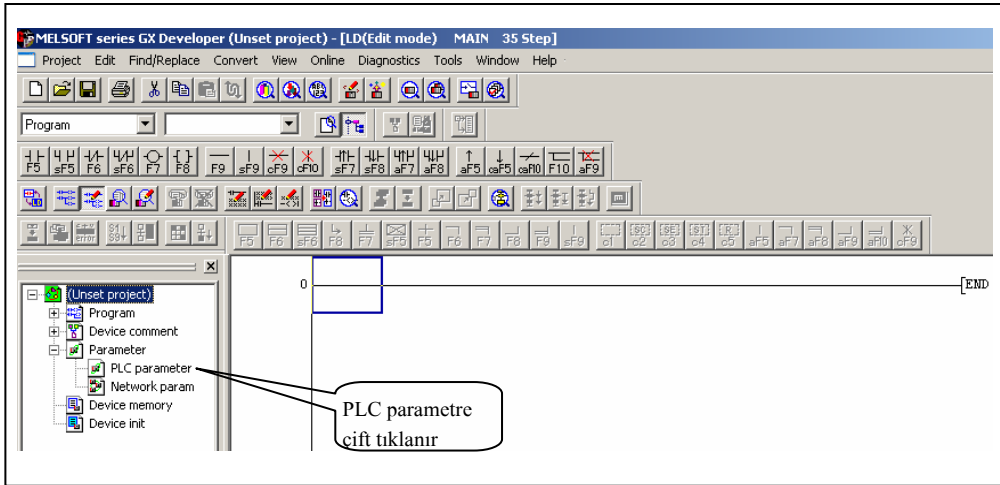 MELSOFT series GX Developer (Unset project) - [LD(Edit mode) MAIN 35 Step]
Project Edit Find/Replace Convert View Online Diagnostics Tools Window Help
Program
F5 sF5 F6 sF6 F7 F8 F9 sF9 cF9 cF10 sF7 sF8 aF7 aF8 aF5 caF5 caF10 F10 aF9
F5 F6 sF6 F8 F7 sF5 F5 F6 F7 F8 F9 sF9 c1 c2 c3 c4 c5 aF5 aF7 aF8 aF9 aF10 cF9
(Unset project)
Program
Device comment
Parameter
PLC parameter
Network param
Device memory
Device init
0
END
PLC parametre
çift tıklanır